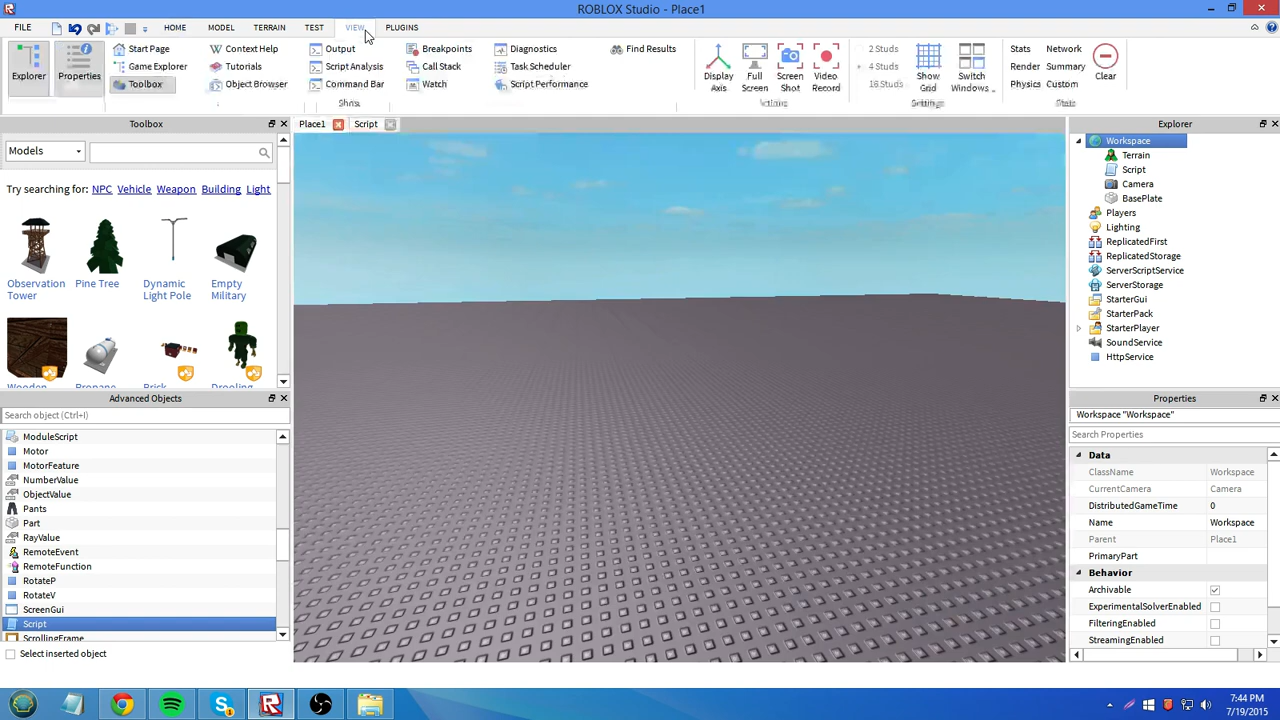 ROBLOX Studio - Place1
FILE HOME MODEL TERRAIN TEST VIEW PLUGINS
Explorer Properties
Start Page
Game Explorer
Toolbox
Context Help
Tutorials
Object Browser
Output
Script Analysis
Command Bar
Breakpoints
Call Stack
Watch
Diagnostics
Task Scheduler
Script Performance
Find Results
Show
Display Axis
Full Screen
Screen Shot
Video Record
Actions
2 Studs
4 Studs
16 Studs
Show Grid
Switch Windows
Settings
Stats Network
Render Summary
Physics Custom
Clear
Stats
Toolbox
Models
Try searching for: NPC Vehicle Weapon Building Light
Observation Tower
Pine Tree
Dynamic Light Pole
Empty Military
Wooden
Propane
Brick
Drooling
Advanced Objects
Search object (Ctrl+I)
ModuleScript
Motor
MotorFeature
NumberValue
ObjectValue
Pants
Part
RayValue
RemoteEvent
RemoteFunction
RotateP
RotateV
ScreenGui
Script
ScrollingFrame
Select inserted object
Place1 Script
Explorer
Workspace
Terrain
Script
Camera
BasePlate
Players
Lighting
ReplicatedFirst
ReplicatedStorage
ServerScriptService
ServerStorage
StarterGui
StarterPack
StarterPlayer
SoundService
HttpService
Properties
Workspace "Workspace"
Search Properties
Data
ClassName Workspace
CurrentCamera Camera
DistributedGameTime 0
Name Workspace
Parent Place1
PrimaryPart
Behavior
Archivable
ExperimentalSolverEnabled
FilteringEnabled
StreamingEnabled
7:44 PM
7/19/2015